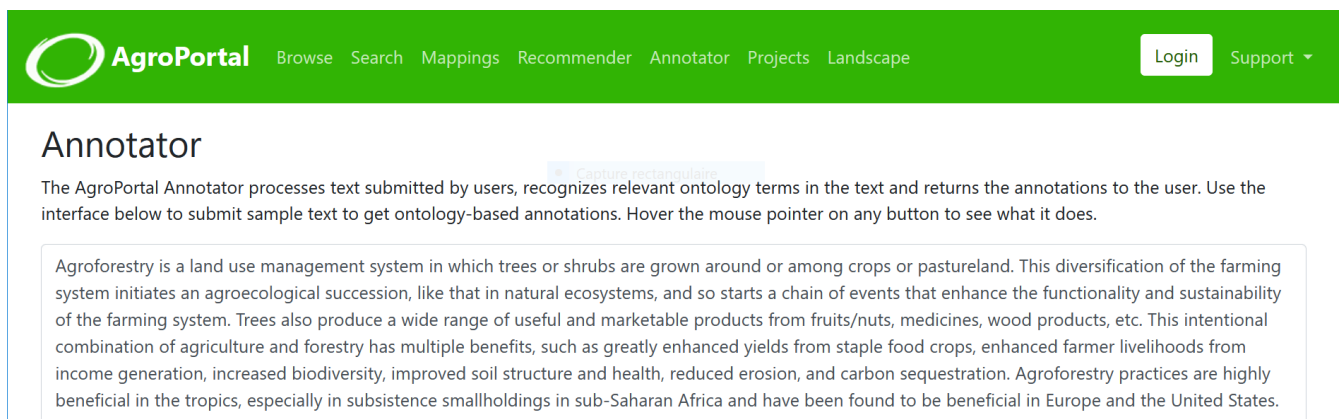 AgroPortal Browse Search Mappings Recommender Annotator Projects Landscape Login Support
Annotator
Capture rectangulaire
The AgroPortal Annotator processes text submitted by users, recognizes relevant ontology terms in the text and returns the annotations to the user. Use the
interface below to submit sample text to get ontology-based annotations. Hover the mouse pointer on any button to see what it does.
Agroforestry is a land use management system in which trees or shrubs are grown around or among crops or pastureland. This diversification of the farming
system initiates an agroecological succession, like that in natural ecosystems, and so starts a chain of events that enhance the functionality and sustainability
of the farming system. Trees also produce a wide range of useful and marketable products from fruits/nuts, medicines, wood products, etc. This intentional
combination of agriculture and forestry has multiple benefits, such as greatly enhanced yields from staple food crops, enhanced farmer livelihoods from
income generation, increased biodiversity, improved soil structure and health, reduced erosion, and carbon sequestration. Agroforestry practices are highly
beneficial in the tropics, especially in subsistence smallholdings in sub-Saharan Africa and have been found to be beneficial in Europe and the United States.